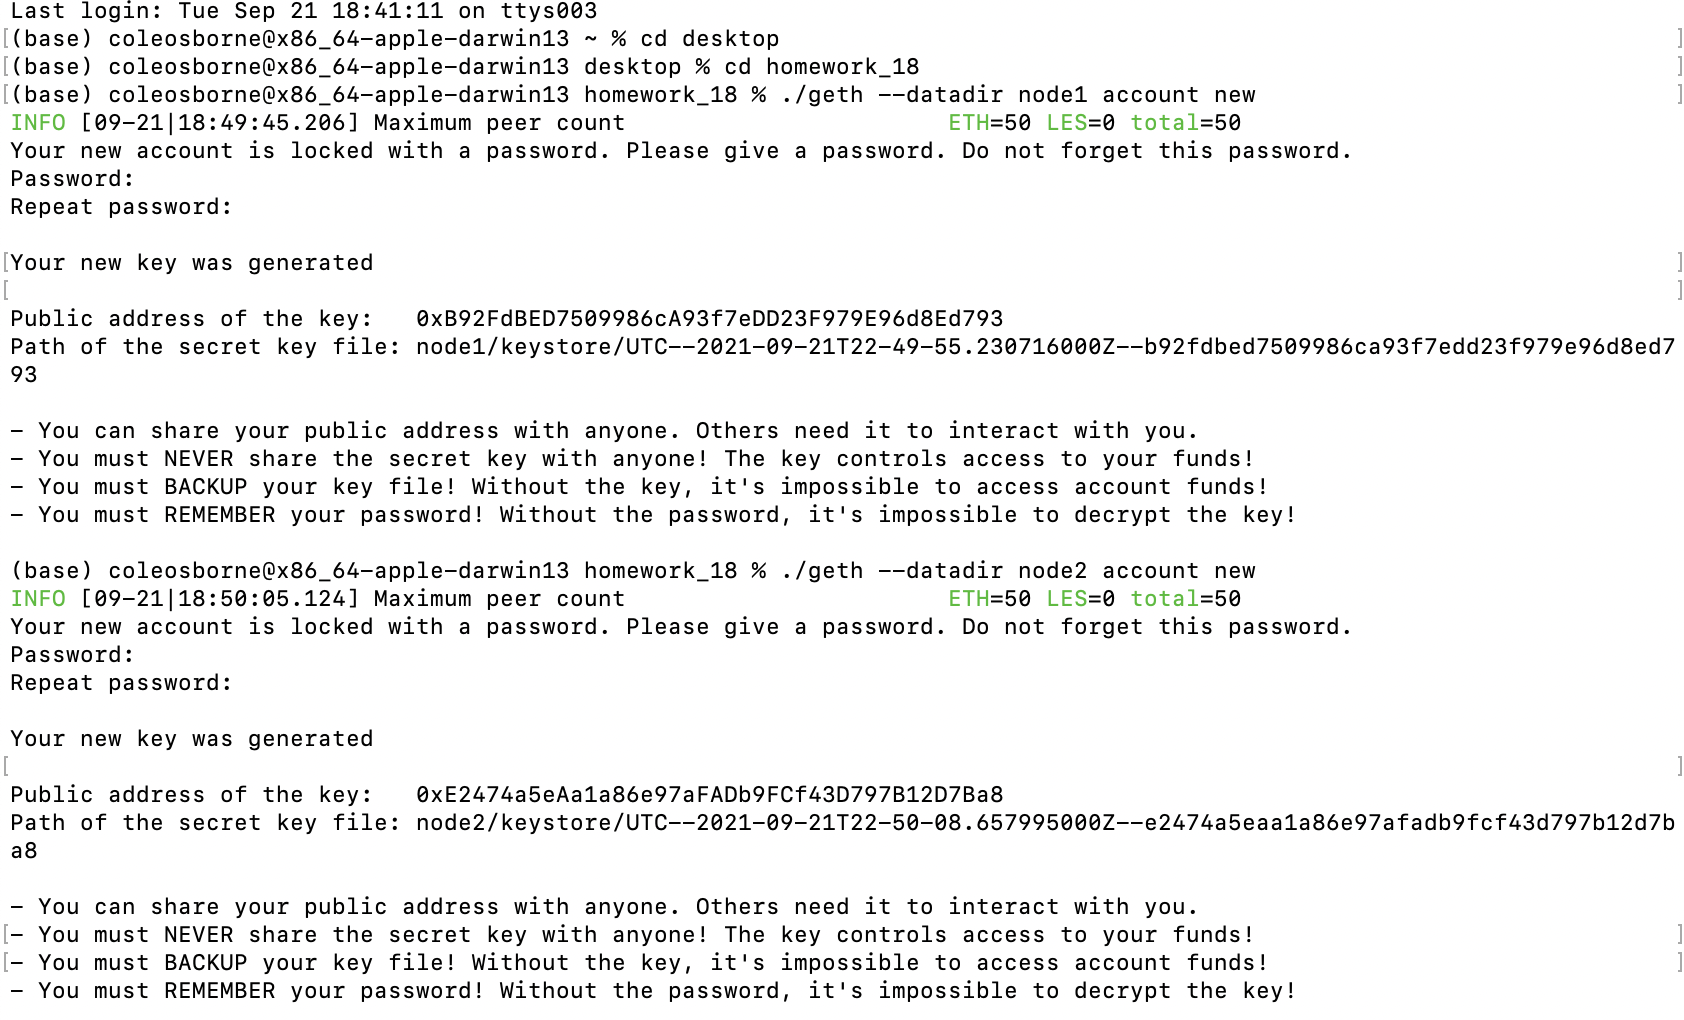 Last login: Tue Sep 21 18:41:11 on ttys003
[(base) coleosborne@x86_64-apple-darwin13 ~ % cd desktop ]
[(base) coleosborne@x86_64-apple-darwin13 desktop % cd homework_18 ]
[(base) coleosborne@x86_64-apple-darwin13 homework_18 % ./geth --datadir node1 account new ]
INFO [09-21|18:49:45.206] Maximum peer count ETH=50 LES=0 total=50
Your new account is locked with a password. Please give a password. Do not forget this password.
Password:
Repeat password:
[Your new key was generated ]
[ ]
Public address of the key: 0xB92FdBED7509986cA93f7eDD23F979E96d8Ed793
Path of the secret key file: node1/keystore/UTC--2021-09-21T22-49-55.230716000Z--b92fdbed7509986ca93f7edd23f979e96d8ed7
93
- You can share your public address with anyone. Others need it to interact with you.
- You must NEVER share the secret key with anyone! The key controls access to your funds!
- You must BACKUP your key file! Without the key, it's impossible to access account funds!
- You must REMEMBER your password! Without the password, it's impossible to decrypt the key!
(base) coleosborne@x86_64-apple-darwin13 homework_18 % ./geth --datadir node2 account new
INFO [09-21|18:50:05.124] Maximum peer count ETH=50 LES=0 total=50
Your new account is locked with a password. Please give a password. Do not forget this password.
Password:
Repeat password:
Your new key was generated
[ ]
Public address of the key: 0xE2474a5eAa1a86e97aFADb9FCf43D797B12D7Ba8
Path of the secret key file: node2/keystore/UTC--2021-09-21T22-50-08.657995000Z--e2474a5eaa1a86e97afadb9fcf43d797b12d7b
a8
- You can share your public address with anyone. Others need it to interact with you.
[- You must NEVER share the secret key with anyone! The key controls access to your funds! ]
[- You must BACKUP your key file! Without the key, it's impossible to access account funds! ]
- You must REMEMBER your password! Without the password, it's impossible to decrypt the key!